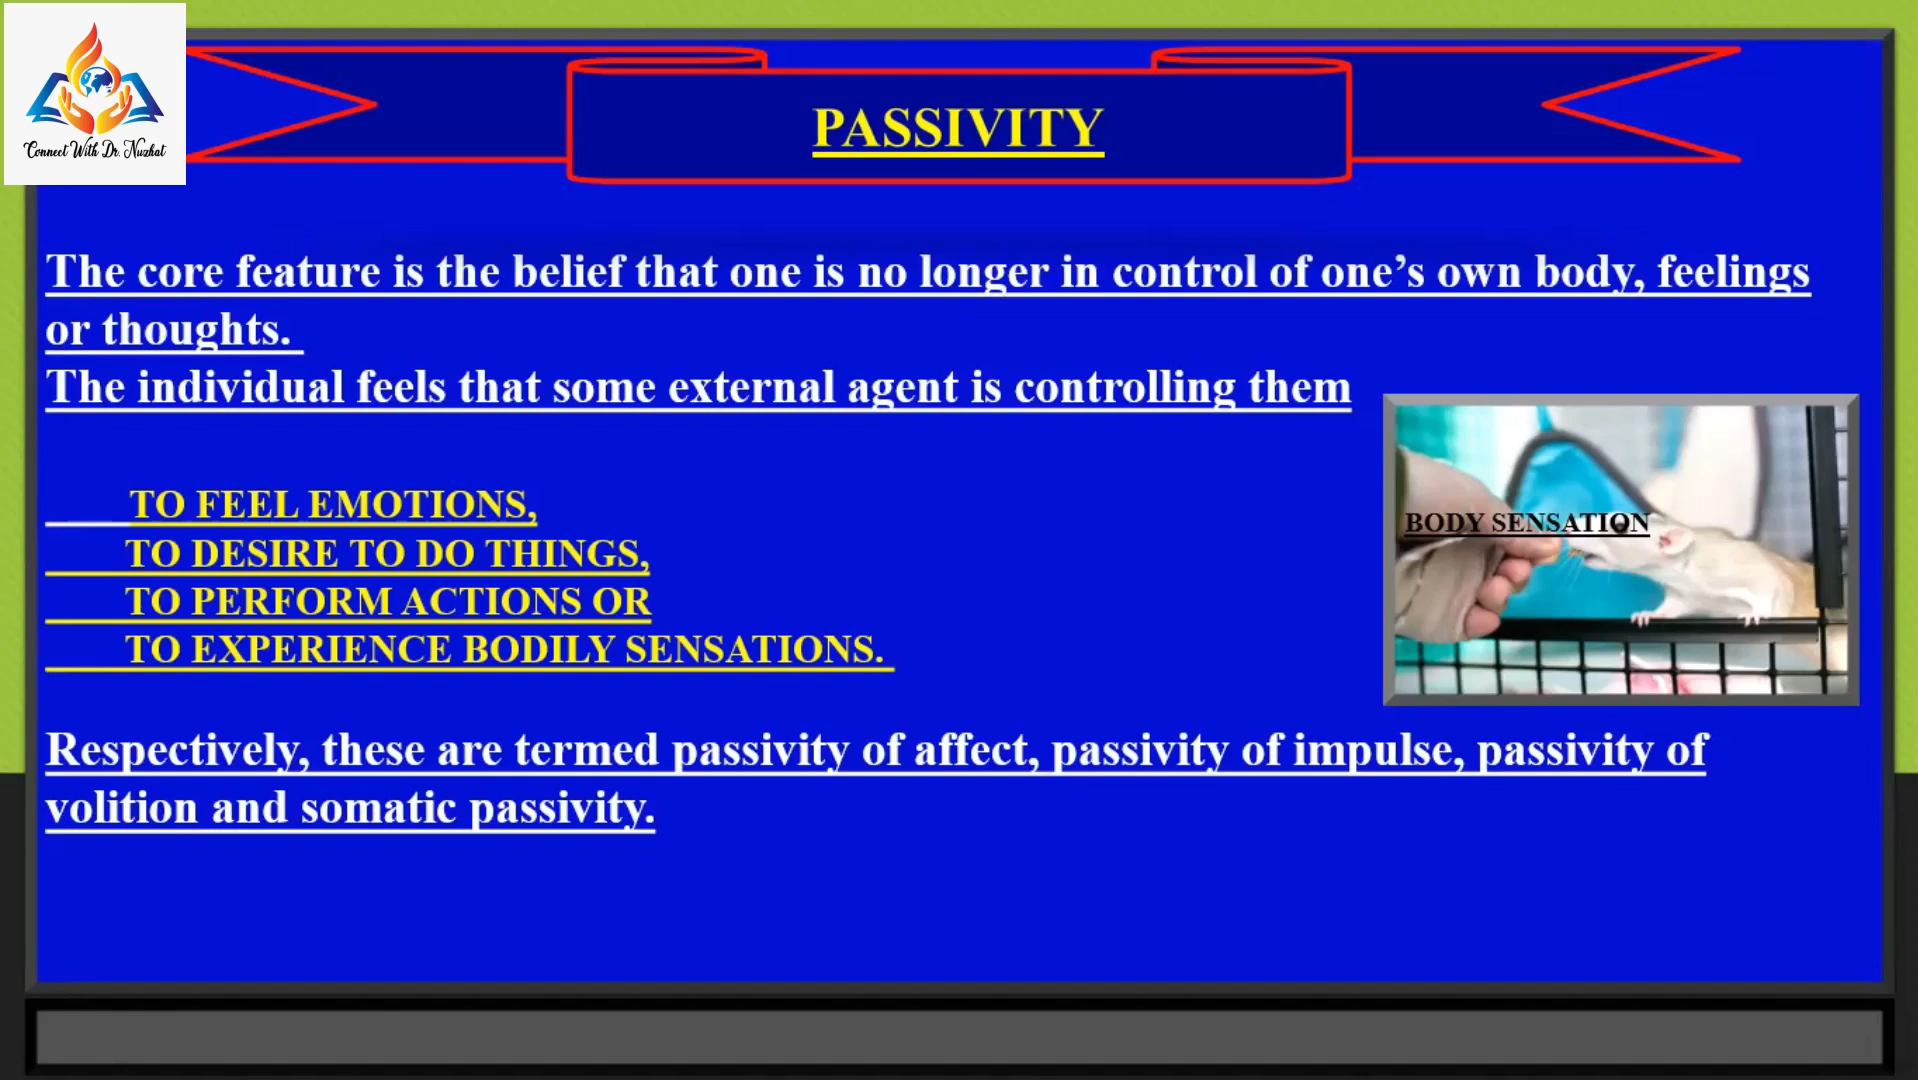 Connect With Dr. Nuzhat
PASSIVITY
The core feature is the belief that one is no longer in control of one’s own body, feelings
or thoughts.
The individual feels that some external agent is controlling them
TO FEEL EMOTIONS,
TO DESIRE TO DO THINGS,
TO PERFORM ACTIONS OR
TO EXPERIENCE BODILY SENSATIONS.
BODY SENSATION
Respectively, these are termed passivity of affect, passivity of impulse, passivity of
volition and somatic passivity.